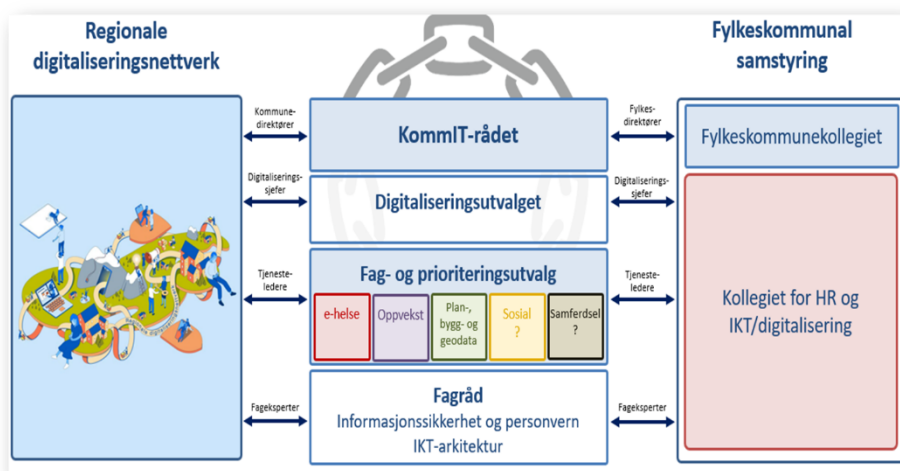 Regionale
digitaliseringsnettverk
Fylkeskommunal
samstyring
Kommune-
direktører
KommIT-rådet
Fylkes-
direktører
Fylkeskommunekollegiet
Digitaliserings-
sjefer
Digitaliseringsutvalget
Digitaliserings-
sjefer
Tjeneste-
ledere
Fag- og prioriteringsutvalg
e-helse
Oppvekst
Plan-,
bygg- og
geodata
Sosial
?
Samferdsel
?
Tjeneste-
ledere
Kollegiet for HR og
IKT/digitalisering
Fageksperter
Fagråd
Informasjonssikkerhet og personvern
IKT-arkitektur
Fageksperter